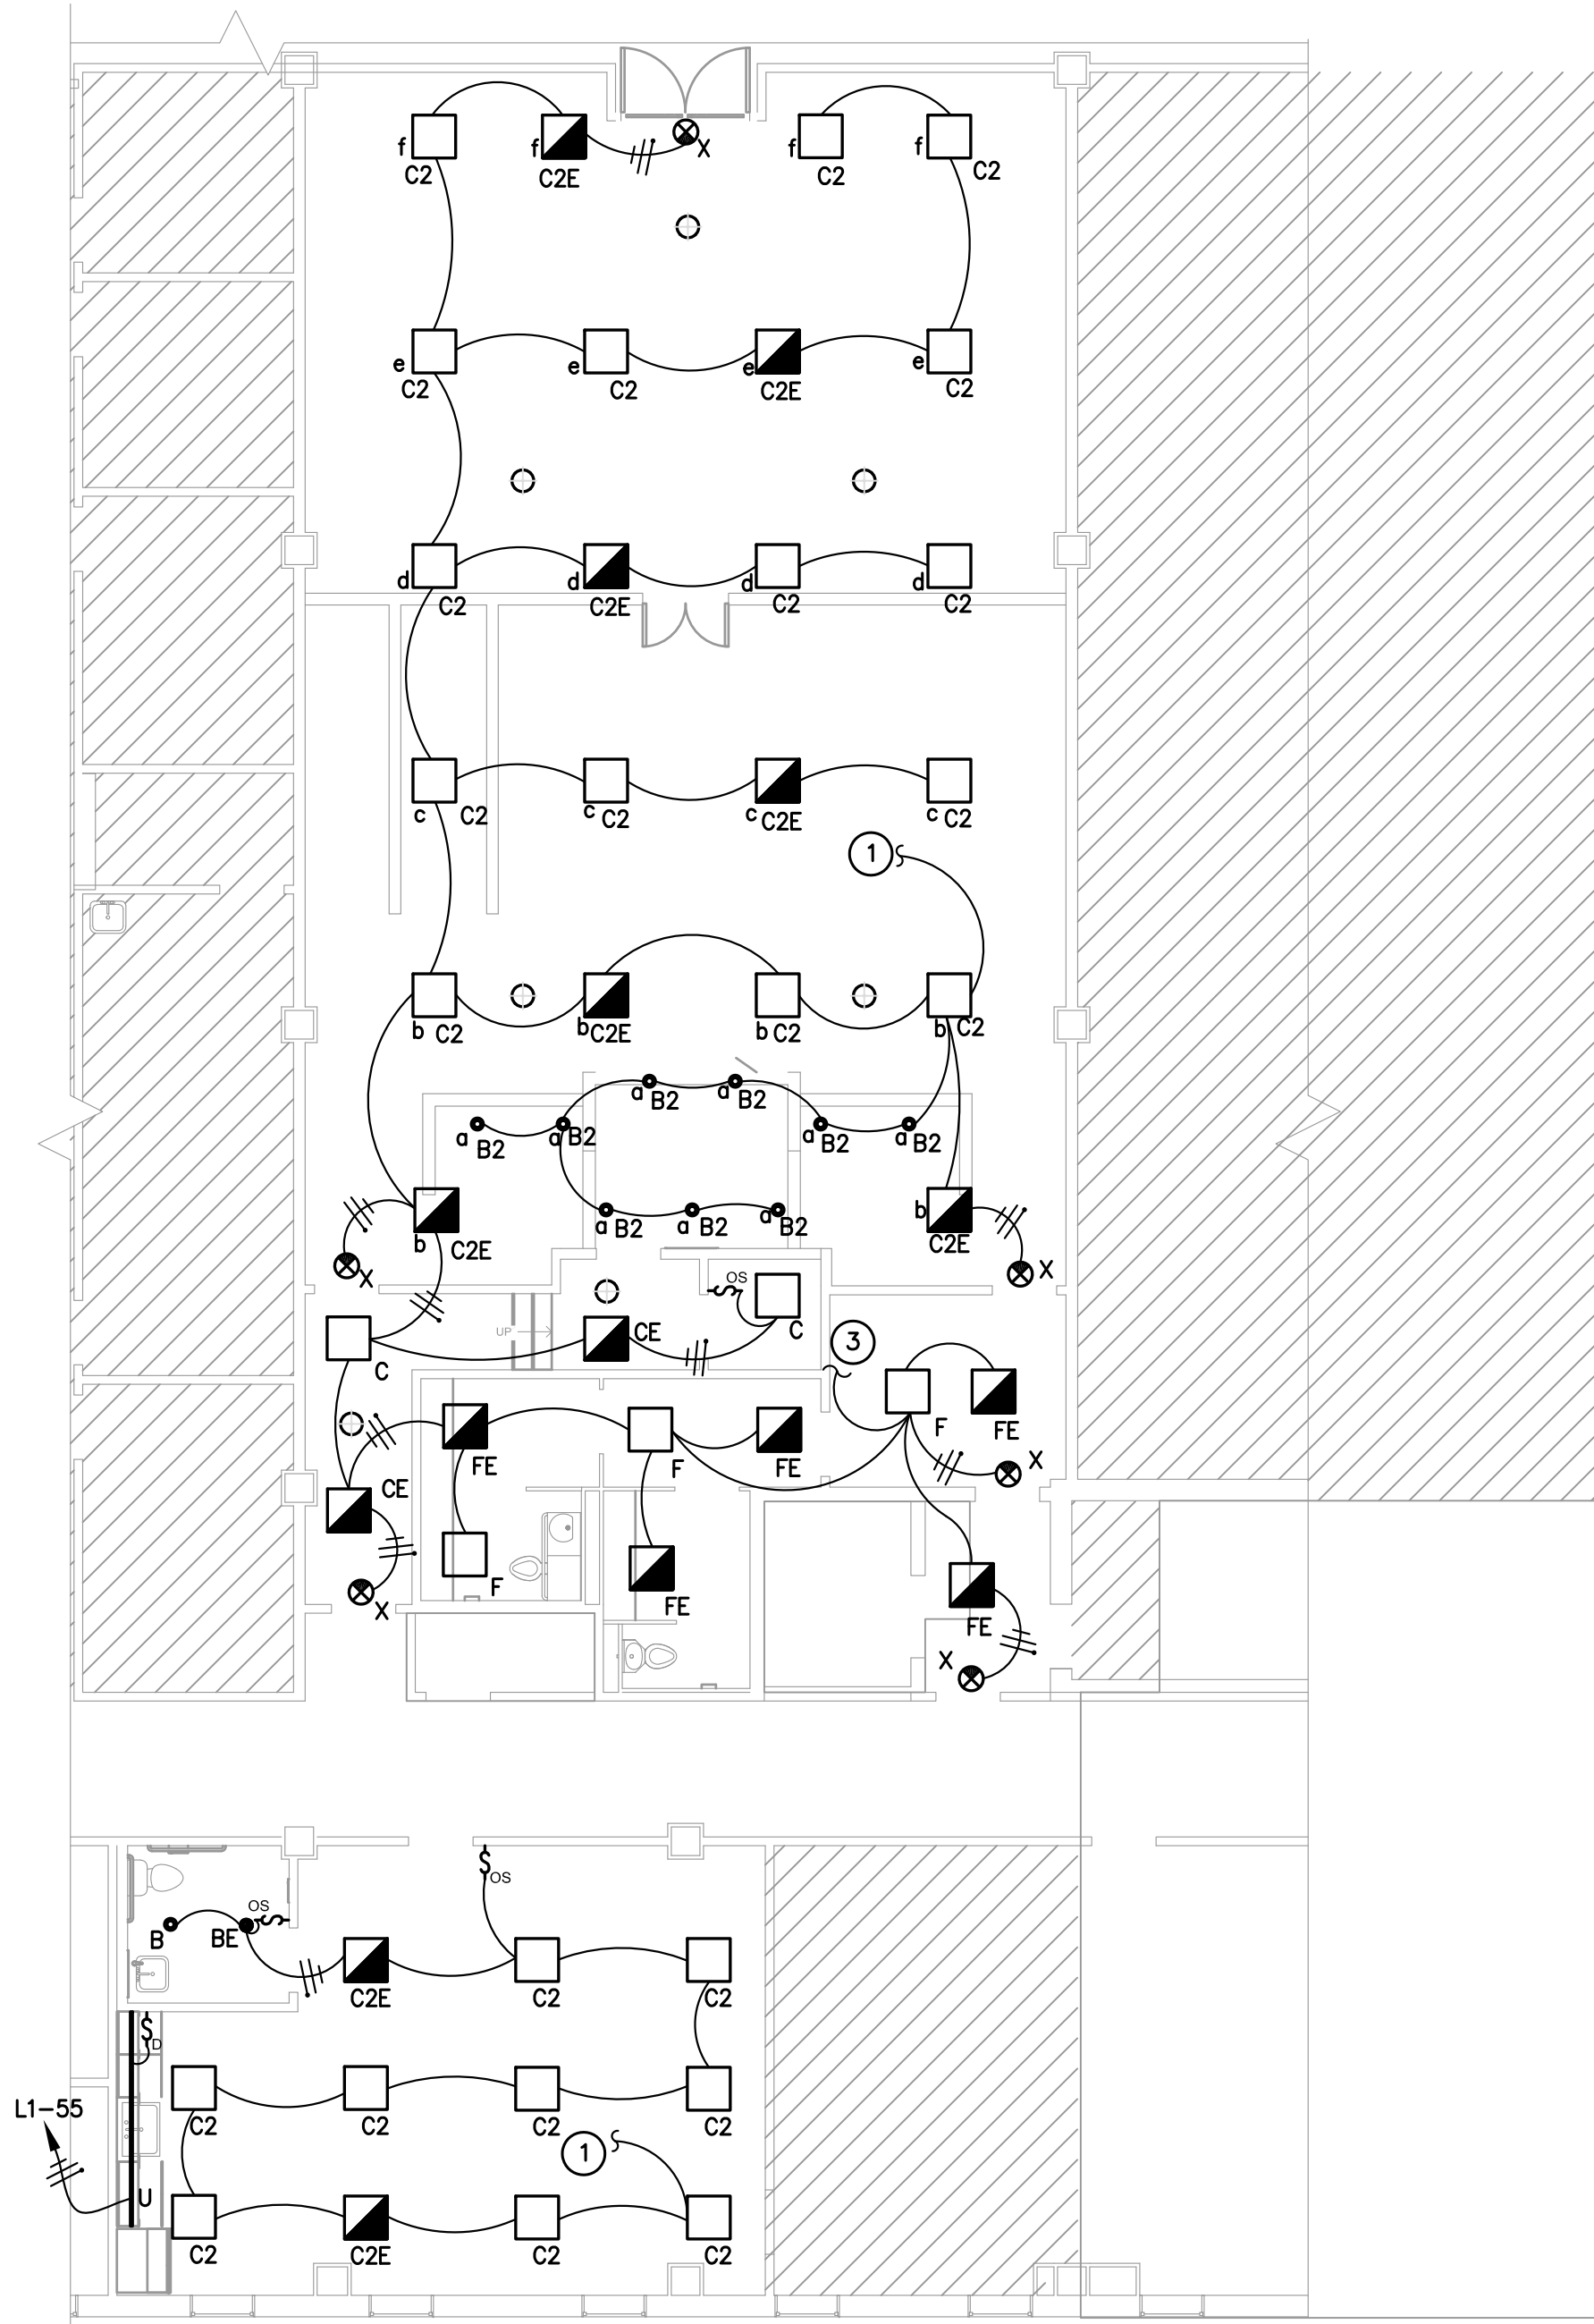 f f X f f
C2 C2E C2 C2
e e e e
C2 C2 C2E C2
d d d d
C2 C2E C2 C2
c C2 c C2 c C2E c C2
1
b C2 b C2E b C2 b C2
a B2 a B2
a B2 a B2 a B2 a B2
a B2 a B2 a B2
b C2E b C2E
X X
OS
UP CE C
3
C
F FE
FE F FE
X
CE
F FE FE
X X
$
OS
OS $
B BE
C2E C2 C2
$
D
L1-55
C2 C2 C2 C2
1
U
C2 C2E C2 C2